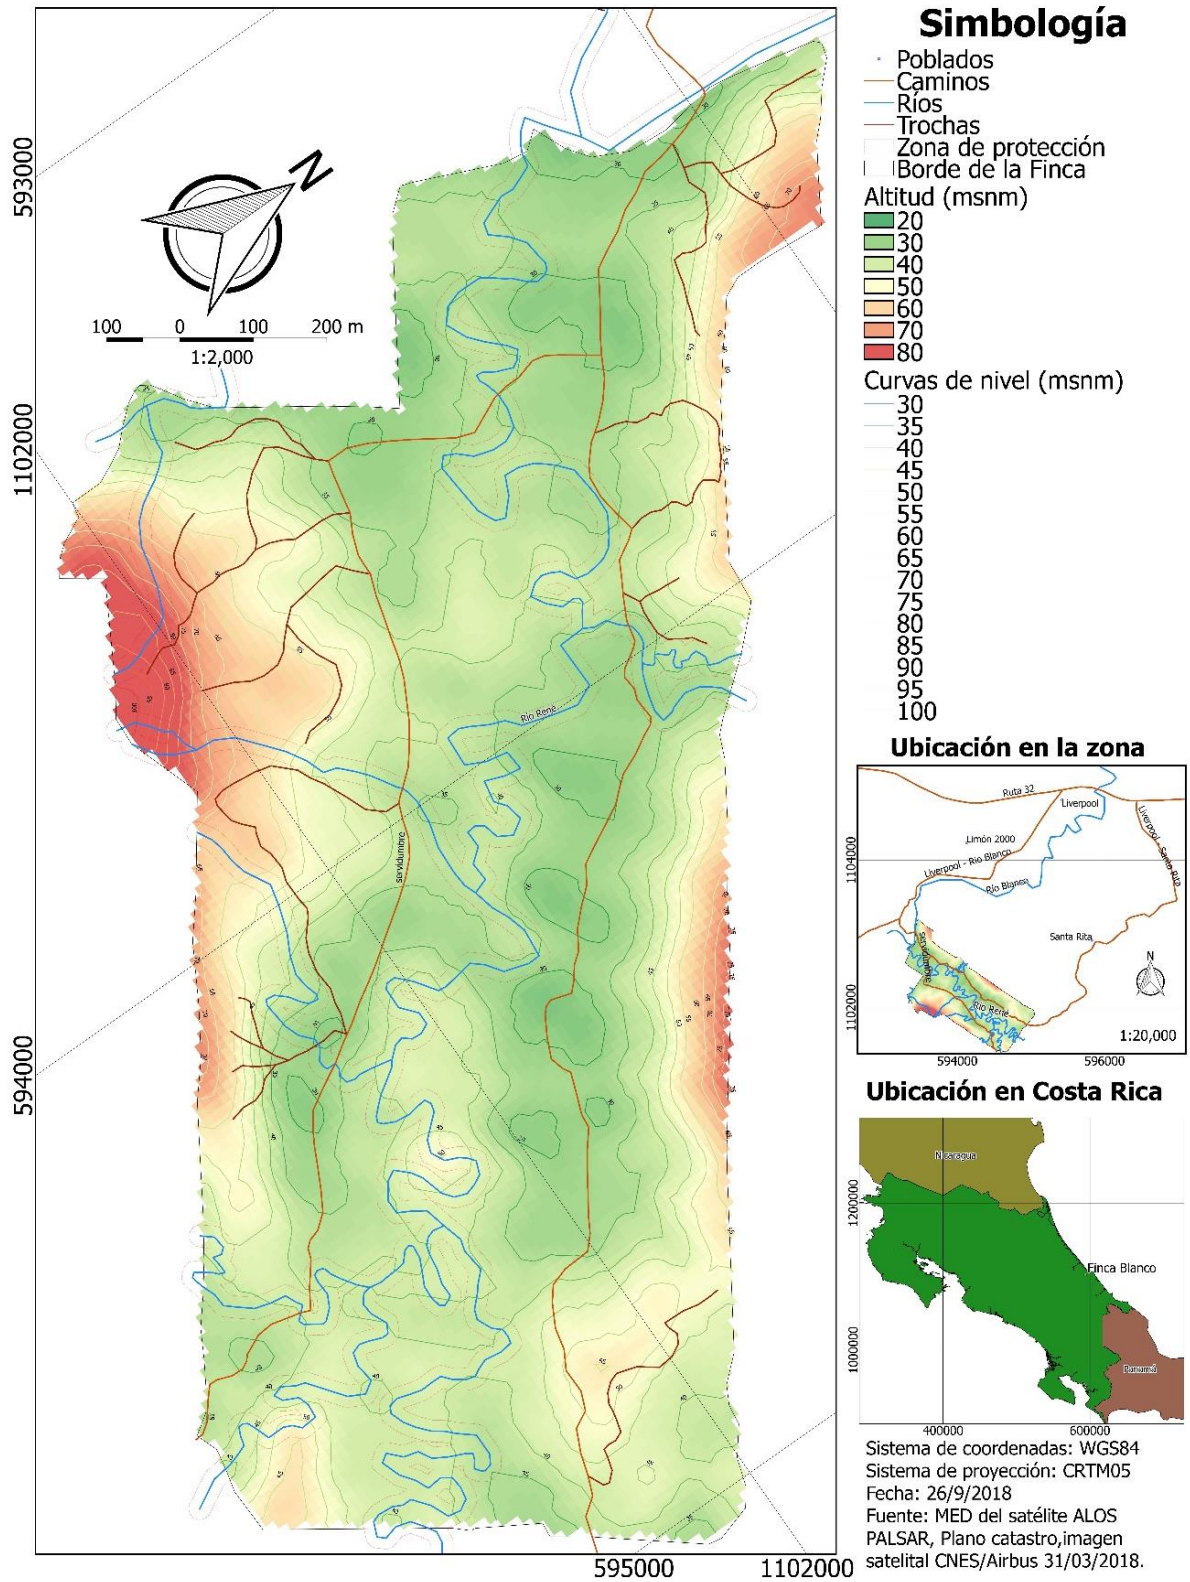 Simbología
Poblados
Caminos
Ríos
Trochas
Zona de protección
Borde de la Finca
Altitud (msnm)
20
30
40
50
60
70
80
Curvas de nivel (msnm)
30
35
40
45
50
55
60
65
70
75
80
85
90
95
100
593000
1102000
594000
595000
1102000
N
100 0 100 200 m
1:2,000
Río René
servidumbre
Ubicación en la zona
Ruta 32
Liverpool
Limón 2000
Liverpool - Río Blanco
Río Blanco
Liverpool - Santa Rita
Santa Rita
servidumbre
Río René
N
1:20,000
1104000
1102000
594000
596000
Ubicación en Costa Rica
Nicaragua
Finca Blanco
Panamá
1200000
1000000
400000
600000
Sistema de coordenadas: WGS84
Sistema de proyección: CRTM05
Fecha: 26/9/2018
Fuente: MED del satélite ALOS
PALSAR, Plano catastro,imagen
satelital CNES/Airbus 31/03/2018.